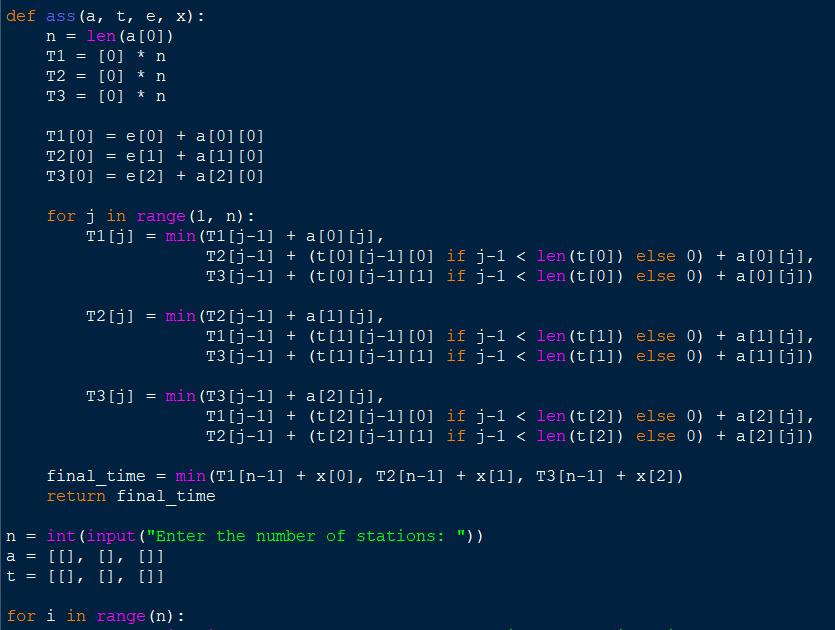 def ass(a, t, e, x):
    n = len(a[0])
    T1 = [0] * n
    T2 = [0] * n
    T3 = [0] * n
    T1[0] = e[0] + a[0][0]
    T2[0] = e[1] + a[1][0]
    T3[0] = e[2] + a[2][0]
    for j in range(1, n):
        T1[j] = min(T1[j-1] + a[0][j],
                    T2[j-1] + (t[0][j-1][0] if j-1 < len(t[0]) else 0) + a[0][j],
                    T3[j-1] + (t[0][j-1][1] if j-1 < len(t[0]) else 0) + a[0][j])
        T2[j] = min(T2[j-1] + a[1][j],
                    T1[j-1] + (t[1][j-1][0] if j-1 < len(t[1]) else 0) + a[1][j],
                    T3[j-1] + (t[1][j-1][1] if j-1 < len(t[1]) else 0) + a[1][j])
        T3[j] = min(T3[j-1] + a[2][j],
                    T1[j-1] + (t[2][j-1][0] if j-1 < len(t[2]) else 0) + a[2][j],
                    T2[j-1] + (t[2][j-1][1] if j-1 < len(t[2]) else 0) + a[2][j])
    final_time = min(T1[n-1] + x[0], T2[n-1] + x[1], T3[n-1] + x[2])
    return final_time
n = int(input("Enter the number of stations: "))
a = [[], [], []]
t = [[], [], []]
for i in range(n):